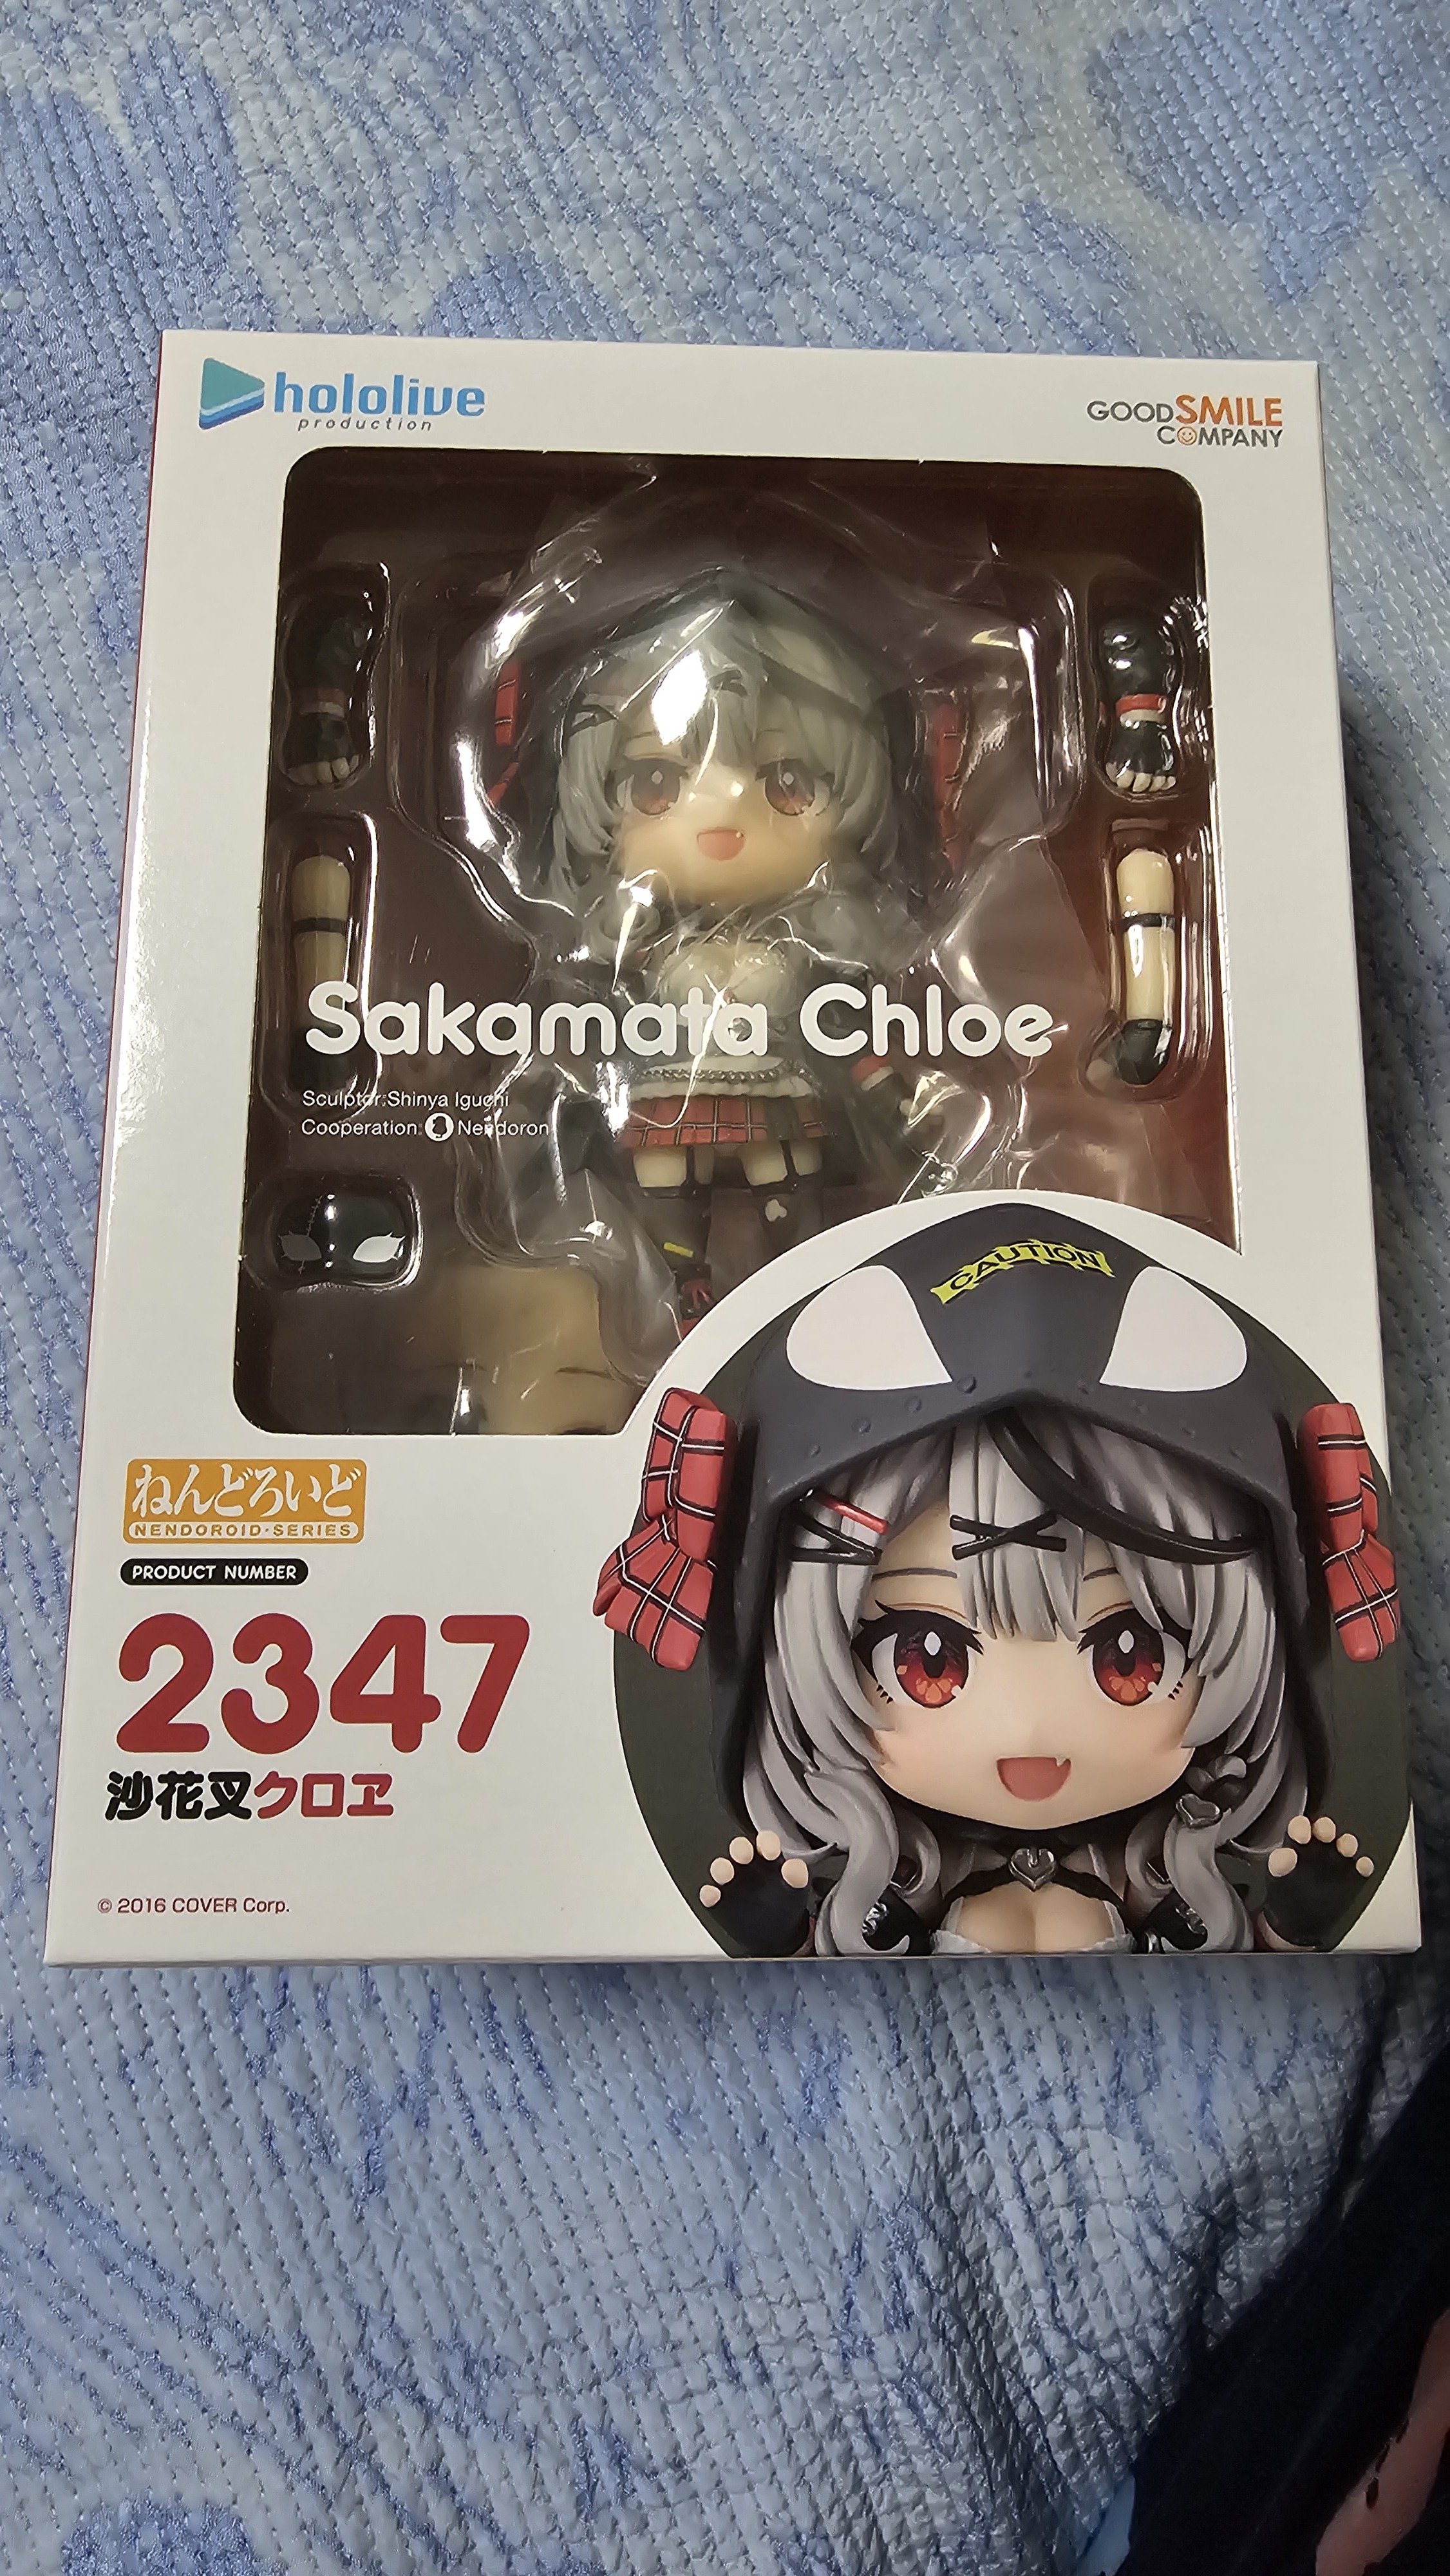 hololive
production
GOOD SMILE
COMPANY
Sakamata Chloe
Sculptor:Shinya Iguchi
Cooperation: Nendoron
CAUTION
ねんどろいど
NENDOROID・SERIES
PRODUCT NUMBER
2347
沙花叉クロヱ
© 2016 COVER Corp.